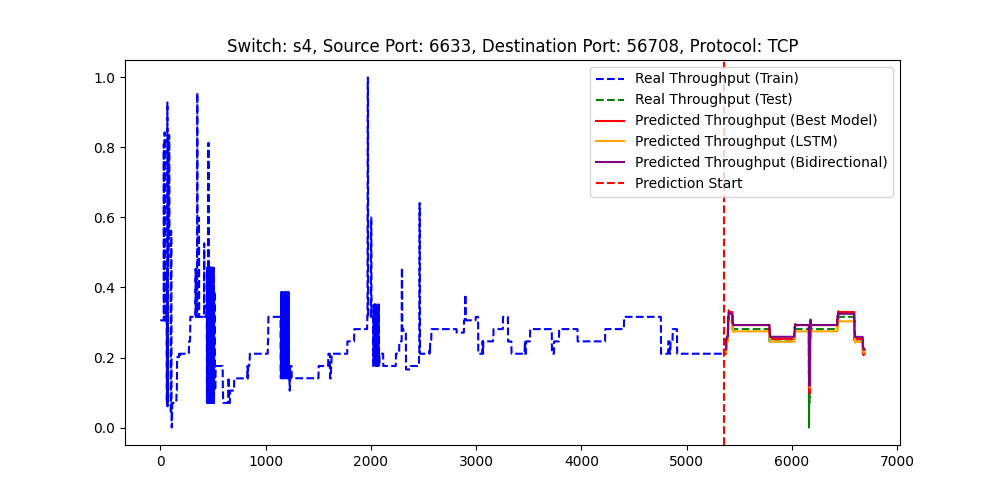 Switch: s4, Source Port: 6633, Destination Port: 56708, Protocol: TCP
1.0
0.8
0.6
0.4
0.2
0.0
Real Throughput (Train)
Real Throughput (Test)
Predicted Throughput (Best Model)
Predicted Throughput (LSTM)
Predicted Throughput (Bidirectional)
Prediction Start
0 1000 2000 3000 4000 5000 6000 7000